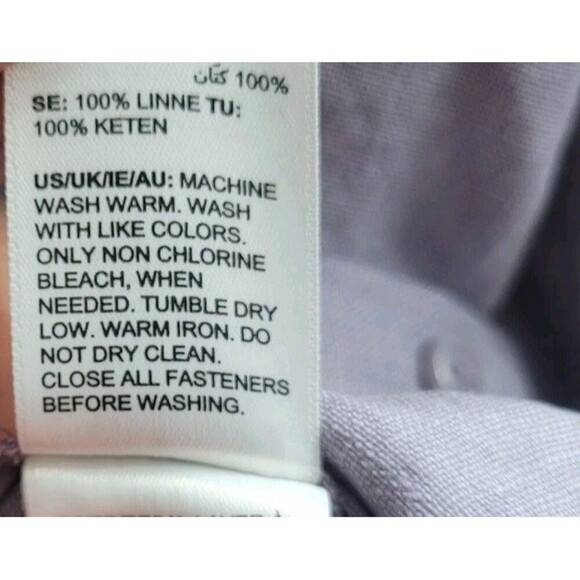 100% كتّان
SE: 100% LINNE TU:
100% KETEN
US/UK/IE/AU: MACHINE
WASH WARM. WASH
WITH LIKE COLORS.
ONLY NON CHLORINE
BLEACH, WHEN
NEEDED. TUMBLE DRY
LOW. WARM IRON. DO
NOT DRY CLEAN.
CLOSE ALL FASTENERS
BEFORE WASHING.